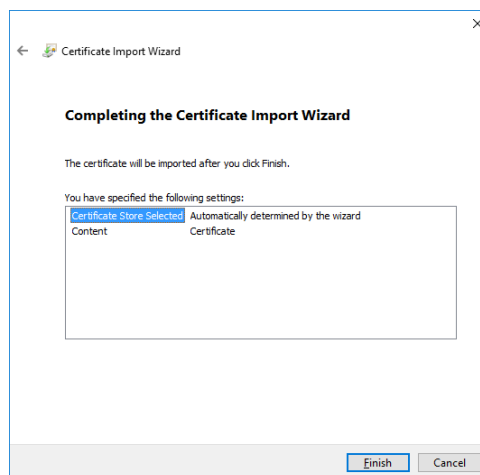 Certificate Import Wizard
Completing the Certificate Import Wizard
The certificate will be imported after you click Finish.
You have specified the following settings:
Certificate Store Selected Automatically determined by the wizard
Content Certificate
Finish Cancel